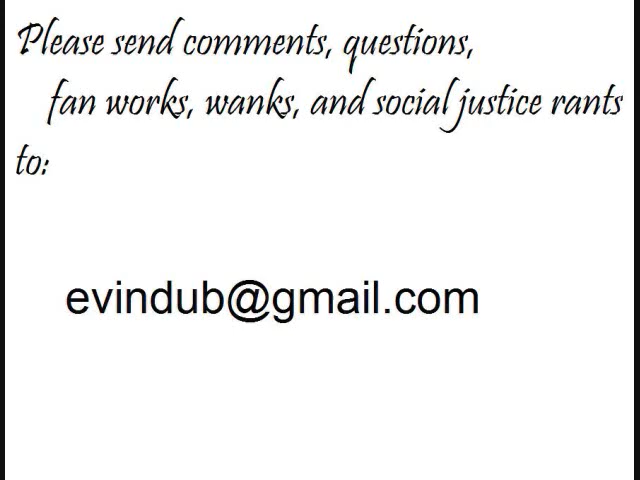 Please send comments, questions,
fan works, wanks, and social justice rants
to:
evindub@gmail.com